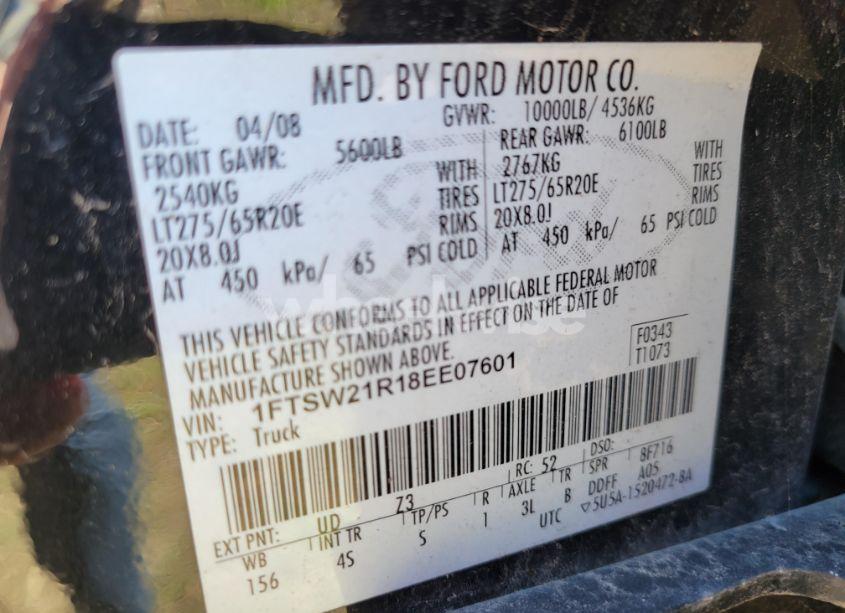 MFD. BY FORD MOTOR CO.
DATE: 04/08 GVWR: 10000LB/ 4536KG
FRONT GAWR: 5600LB REAR GAWR: 6100LB
2540KG WITH 2767KG WITH
LT275/65R20E TIRES LT275/65R20E TIRES
20X8.0J RIMS 20X8.0J RIMS
AT 450 kPa/ 65 PSI COLD AT 450 kPa/ 65 PSI COLD
THIS VEHICLE CONFORMS TO ALL APPLICABLE FEDERAL MOTOR
VEHICLE SAFETY STANDARDS IN EFFECT ON THE DATE OF
MANUFACTURE SHOWN ABOVE.
F0343
T1073
VIN: 1FTSW21R18EE07601
TYPE: Truck
EXT PNT: UD Z3 RC: 52 DSO: 8F716
WB INT TR TP/PS R AXLE TR SPR A05
156 4S 5 1 3L B DDFF
UTC ▽5U5A-1520472-BA